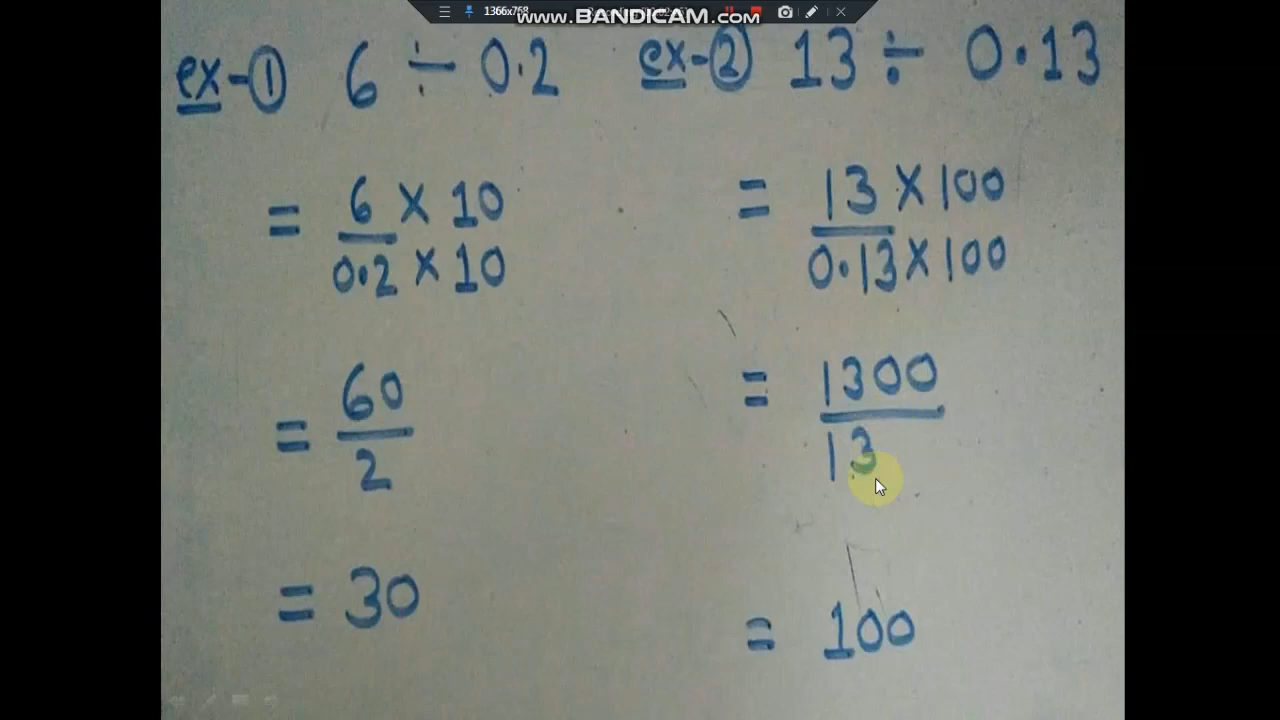 1366x768
www.BANDICAM.com
ex-① 6 ÷ 0.2
= 6 × 10
0.2 × 10
= 60
2
= 30
ex-② 13 ÷ 0.13
= 13 × 100
0.13 × 100
= 1300
13
= 100